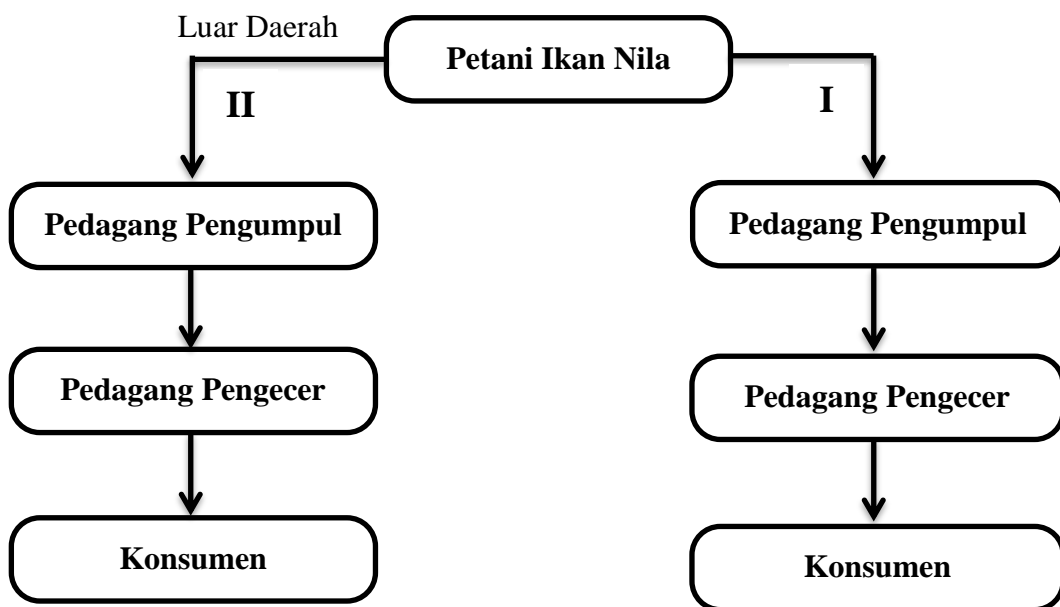 Luar Daerah
Petani Ikan Nila
II
I
Pedagang Pengumpul
Pedagang Pengumpul
Pedagang Pengecer
Pedagang Pengecer
Konsumen
Konsumen